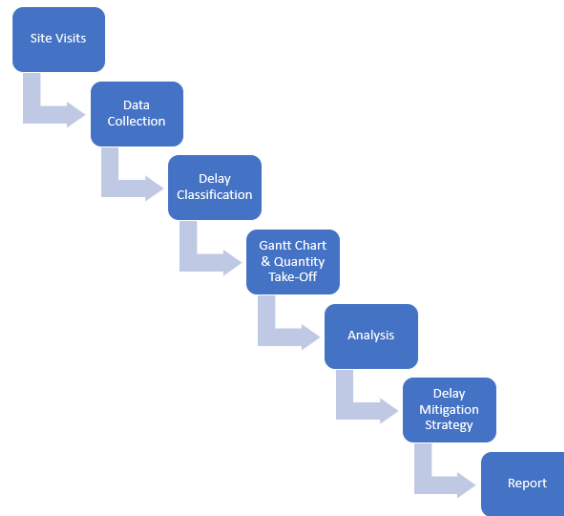 Site Visits
Data
Collection
Delay
Classification
Gantt Chart
& Quantity
Take-Off
Analysis
Delay
Mitigation
Strategy
Report